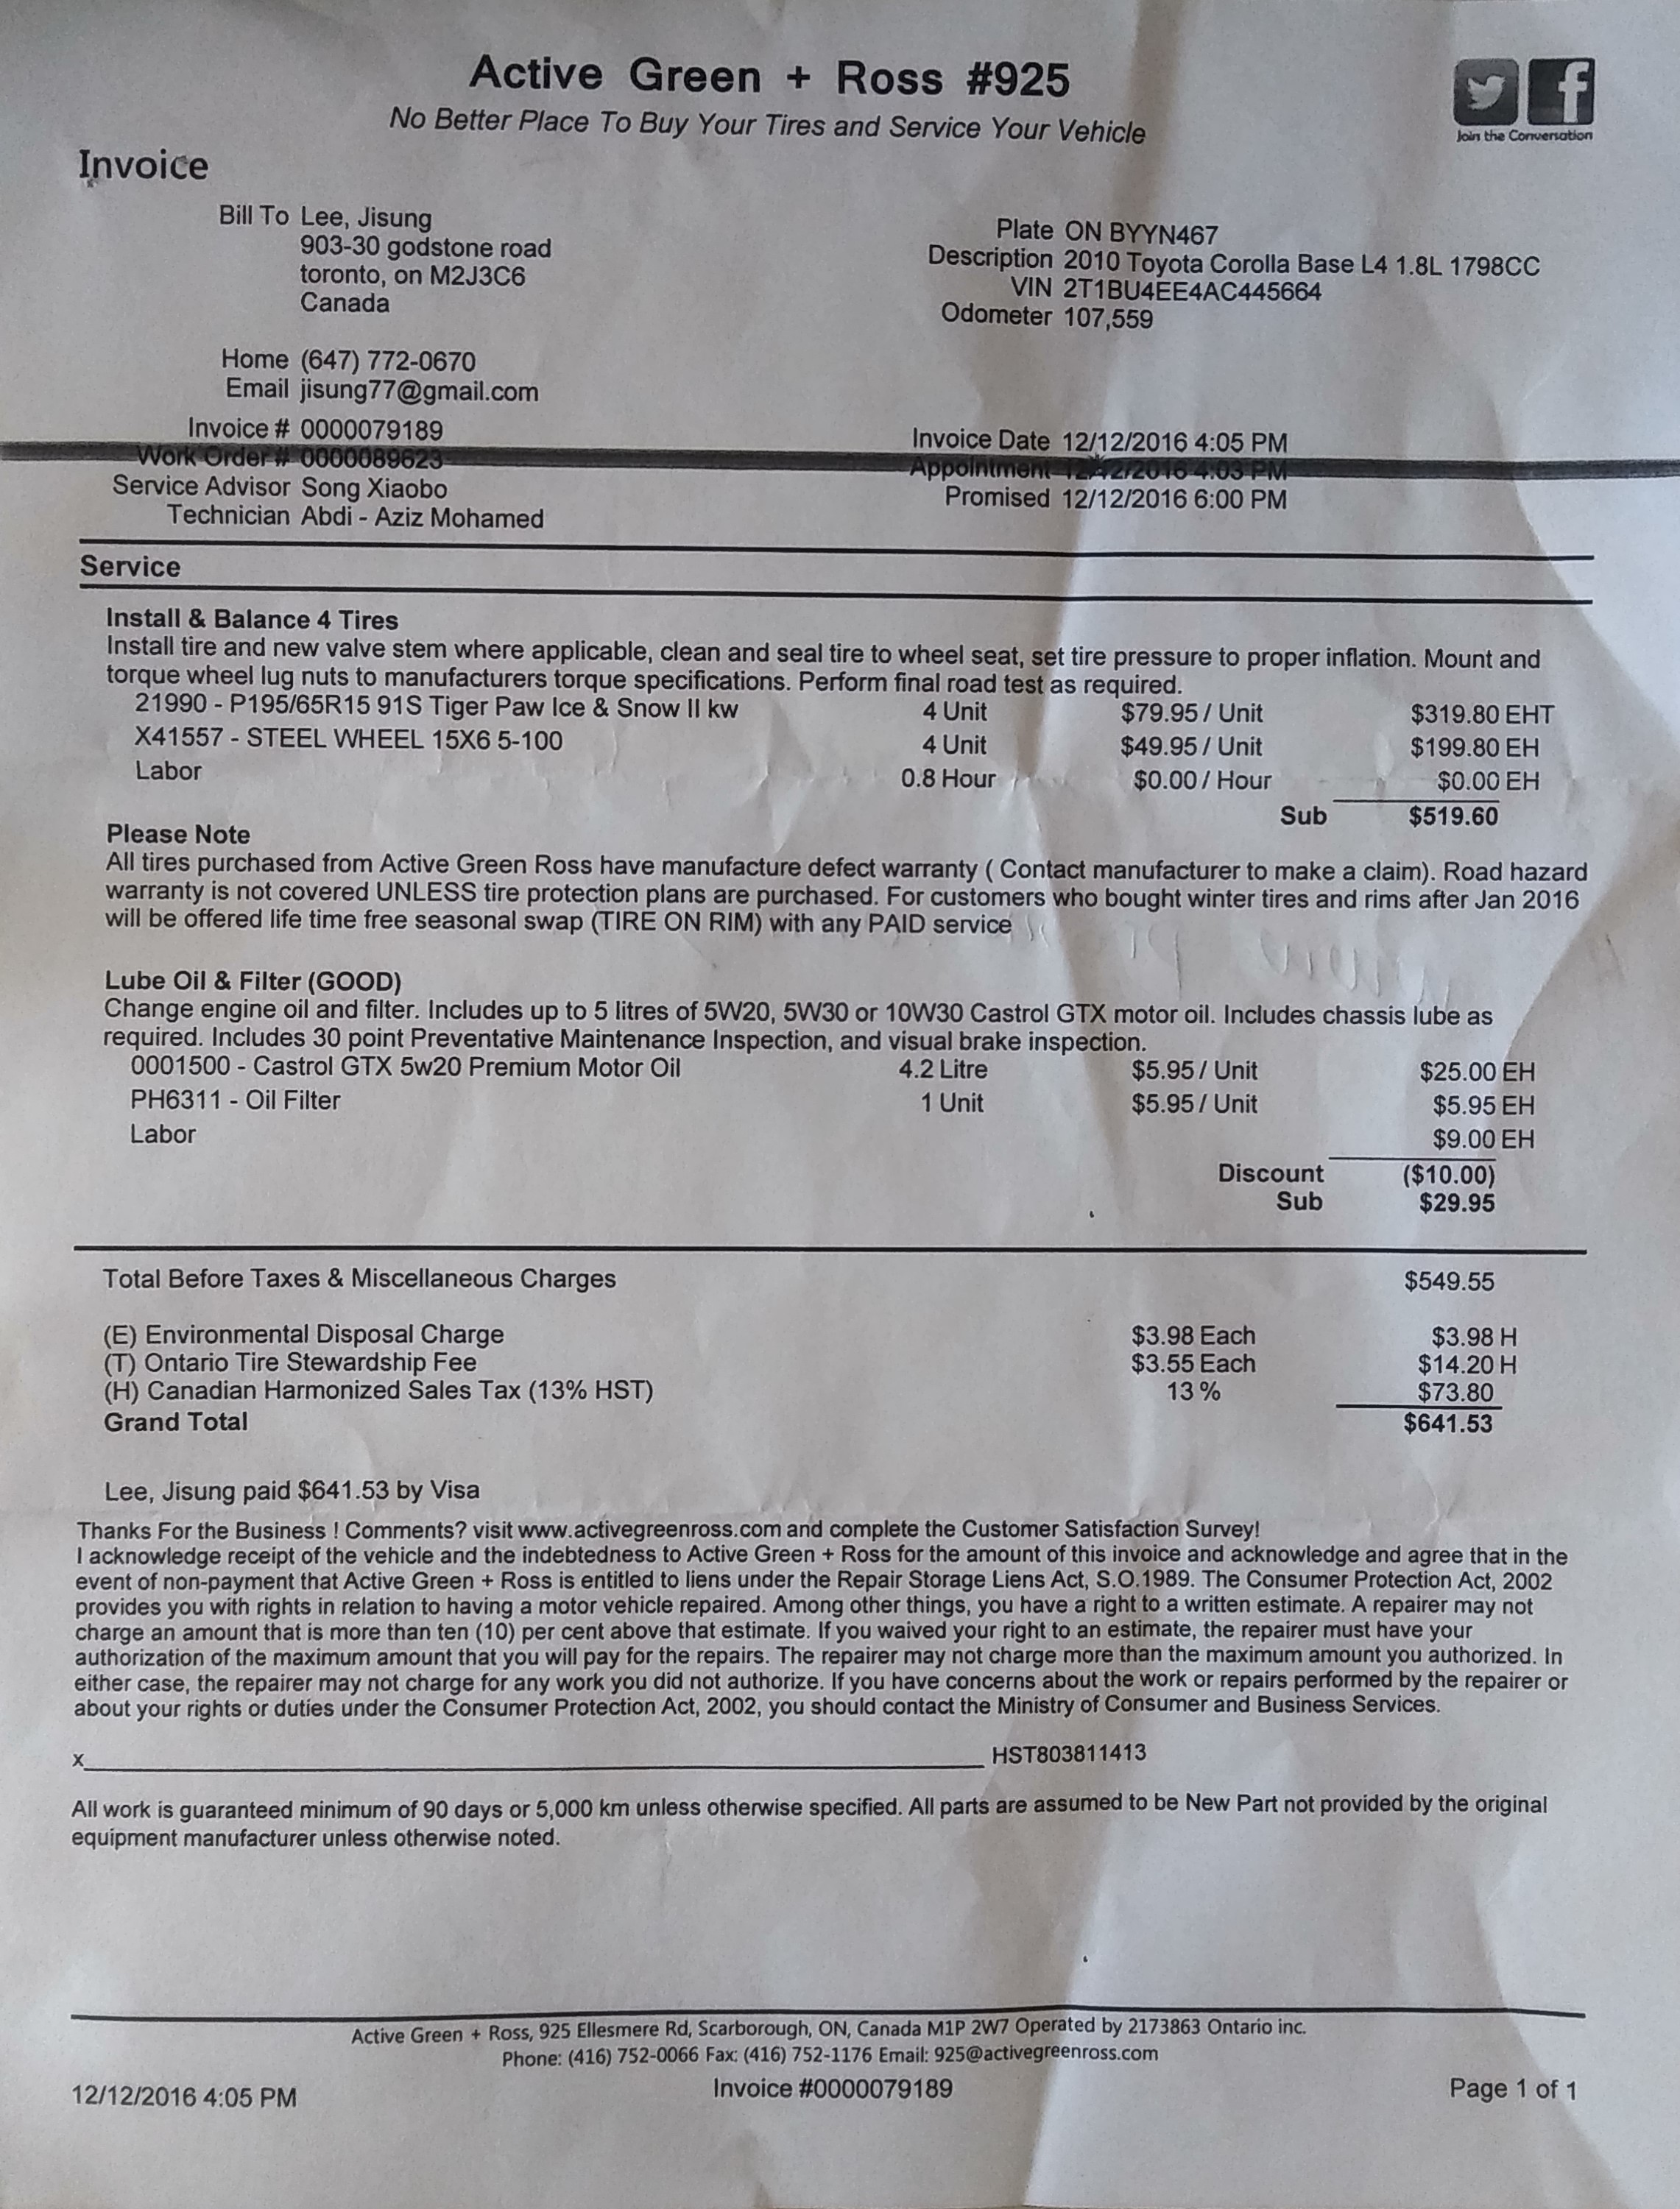 Active Green + Ross #925
No Better Place To Buy Your Tires and Service Your Vehicle
Join the Conversation
Invoice
Bill To Lee, Jisung
903-30 godstone road
toronto, on M2J3C6
Canada
Home (647) 772-0670
Email jisung77@gmail.com
Plate ON BYYN467
Description 2010 Toyota Corolla Base L4 1.8L 1798CC
VIN 2T1BU4EE4AC445664
Odometer 107,559
Invoice # 0000079189
Work Order # 0000089623
Service Advisor Song Xiaobo
Technician Abdi - Aziz Mohamed
Invoice Date 12/12/2016 4:05 PM
Appointment 12/12/2016 4:03 PM
Promised 12/12/2016 6:00 PM
Service
Install & Balance 4 Tires
Install tire and new valve stem where applicable, clean and seal tire to wheel seat, set tire pressure to proper inflation. Mount and
torque wheel lug nuts to manufacturers torque specifications. Perform final road test as required.
21990 - P195/65R15 91S Tiger Paw Ice & Snow II kw 4 Unit $79.95 / Unit $319.80 EHT
X41557 - STEEL WHEEL 15X6 5-100 4 Unit $49.95 / Unit $199.80 EH
Labor 0.8 Hour $0.00 / Hour $0.00 EH
Sub $519.60
Please Note
All tires purchased from Active Green Ross have manufacture defect warranty ( Contact manufacturer to make a claim). Road hazard
warranty is not covered UNLESS tire protection plans are purchased. For customers who bought winter tires and rims after Jan 2016
will be offered life time free seasonal swap (TIRE ON RIM) with any PAID service
Lube Oil & Filter (GOOD)
Change engine oil and filter. Includes up to 5 litres of 5W20, 5W30 or 10W30 Castrol GTX motor oil. Includes chassis lube as
required. Includes 30 point Preventative Maintenance Inspection, and visual brake inspection.
0001500 - Castrol GTX 5w20 Premium Motor Oil 4.2 Litre $5.95 / Unit $25.00 EH
PH6311 - Oil Filter 1 Unit $5.95 / Unit $5.95 EH
Labor $9.00 EH
Discount ($10.00)
Sub $29.95
Total Before Taxes & Miscellaneous Charges $549.55
(E) Environmental Disposal Charge $3.98 Each $3.98 H
(T) Ontario Tire Stewardship Fee $3.55 Each $14.20 H
(H) Canadian Harmonized Sales Tax (13% HST) 13 % $73.80
Grand Total $641.53
Lee, Jisung paid $641.53 by Visa
Thanks For the Business ! Comments? visit www.activegreenross.com and complete the Customer Satisfaction Survey!
I acknowledge receipt of the vehicle and the indebtedness to Active Green + Ross for the amount of this invoice and acknowledge and agree that in the
event of non-payment that Active Green + Ross is entitled to liens under the Repair Storage Liens Act, S.O.1989. The Consumer Protection Act, 2002
provides you with rights in relation to having a motor vehicle repaired. Among other things, you have a right to a written estimate. A repairer may not
charge an amount that is more than ten (10) per cent above that estimate. If you waived your right to an estimate, the repairer must have your
authorization of the maximum amount that you will pay for the repairs. The repairer may not charge more than the maximum amount you authorized. In
either case, the repairer may not charge for any work you did not authorize. If you have concerns about the work or repairs performed by the repairer or
about your rights or duties under the Consumer Protection Act, 2002, you should contact the Ministry of Consumer and Business Services.
x HST803811413
All work is guaranteed minimum of 90 days or 5,000 km unless otherwise specified. All parts are assumed to be New Part not provided by the original
equipment manufacturer unless otherwise noted.
Active Green + Ross, 925 Ellesmere Rd, Scarborough, ON, Canada M1P 2W7 Operated by 2173863 Ontario inc.
Phone: (416) 752-0066 Fax: (416) 752-1176 Email: 925@activegreenross.com
12/12/2016 4:05 PM Invoice #0000079189 Page 1 of 1